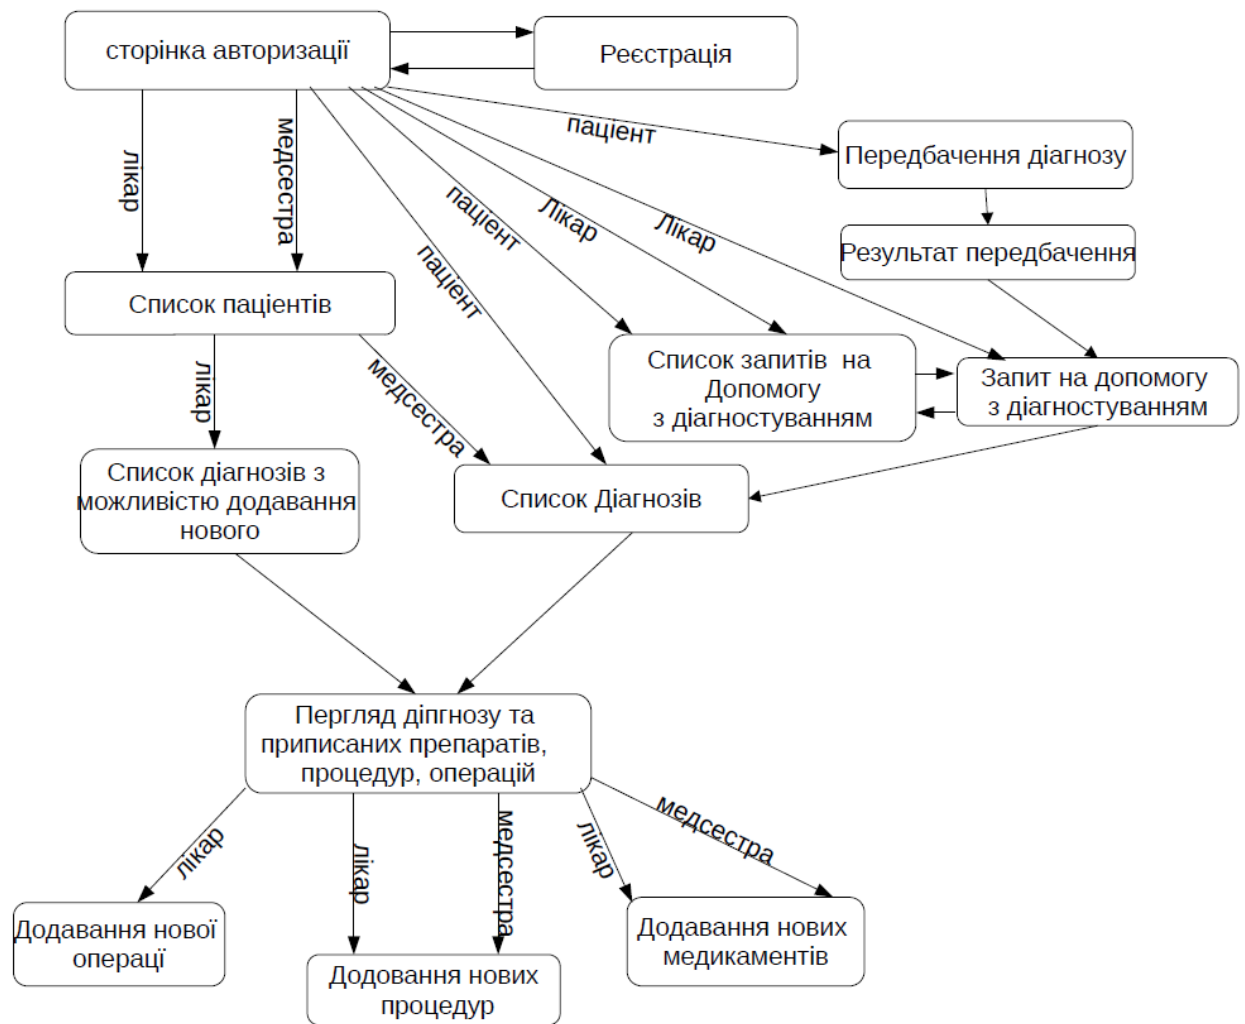 сторінка авторизації
Реєстрація
пацієнт
Передбачення діагнозу
лікар
медсестра
пацієнт
Лікар
Лікар
пацієнт
Результат передбачення
Список пацієнтів
лікар
медсестра
Список запитів на
Допомогу
з діагностуванням
Запит на допомогу
з діагностуванням
Список діагнозів з
можливістю додавання
нового
Список Діагнозів
Пергляд діпгнозу та
приписаних препаратів,
процедур, операцій
лікар
лікар
медсестра
лікар
медсестра
Додавання нової
операці
Додовання нових
процедур
Додавання нових
медикаментів